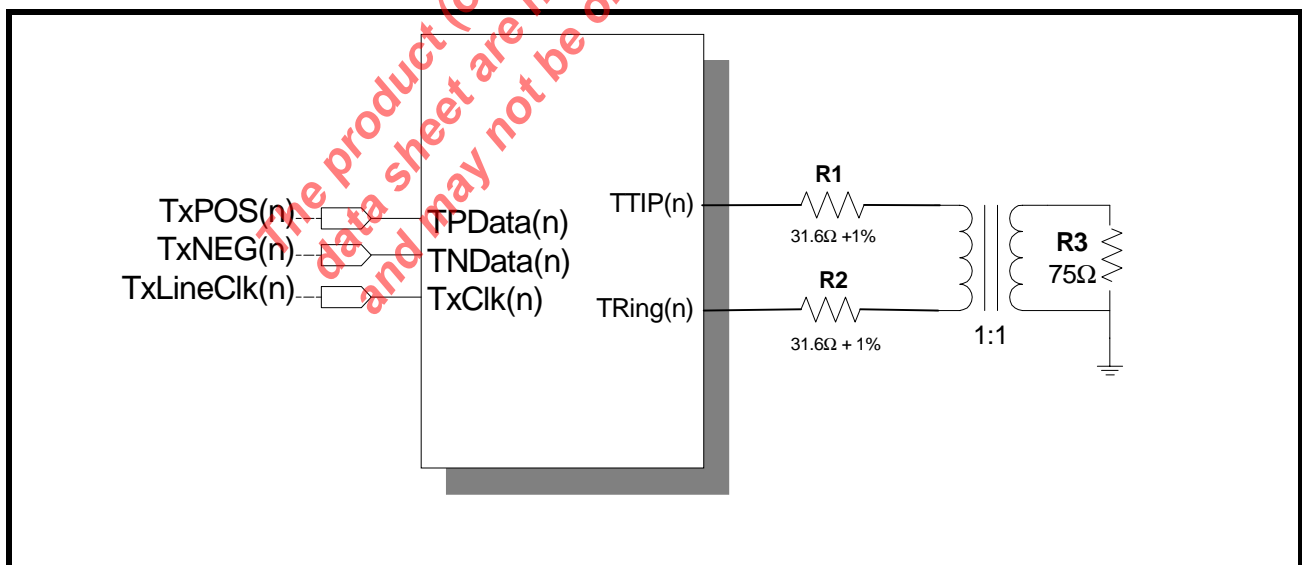 The product (o
data sheet are n
and may not be o
TxPOS(n)
TxNEG(n)
TxLineClk(n)
TPData(n)
TNData(n)
TxClk(n)
TTIP(n)
TRing(n)
R1
31.6Ω +1%
R2
31.6Ω + 1%
1:1
R3
75Ω